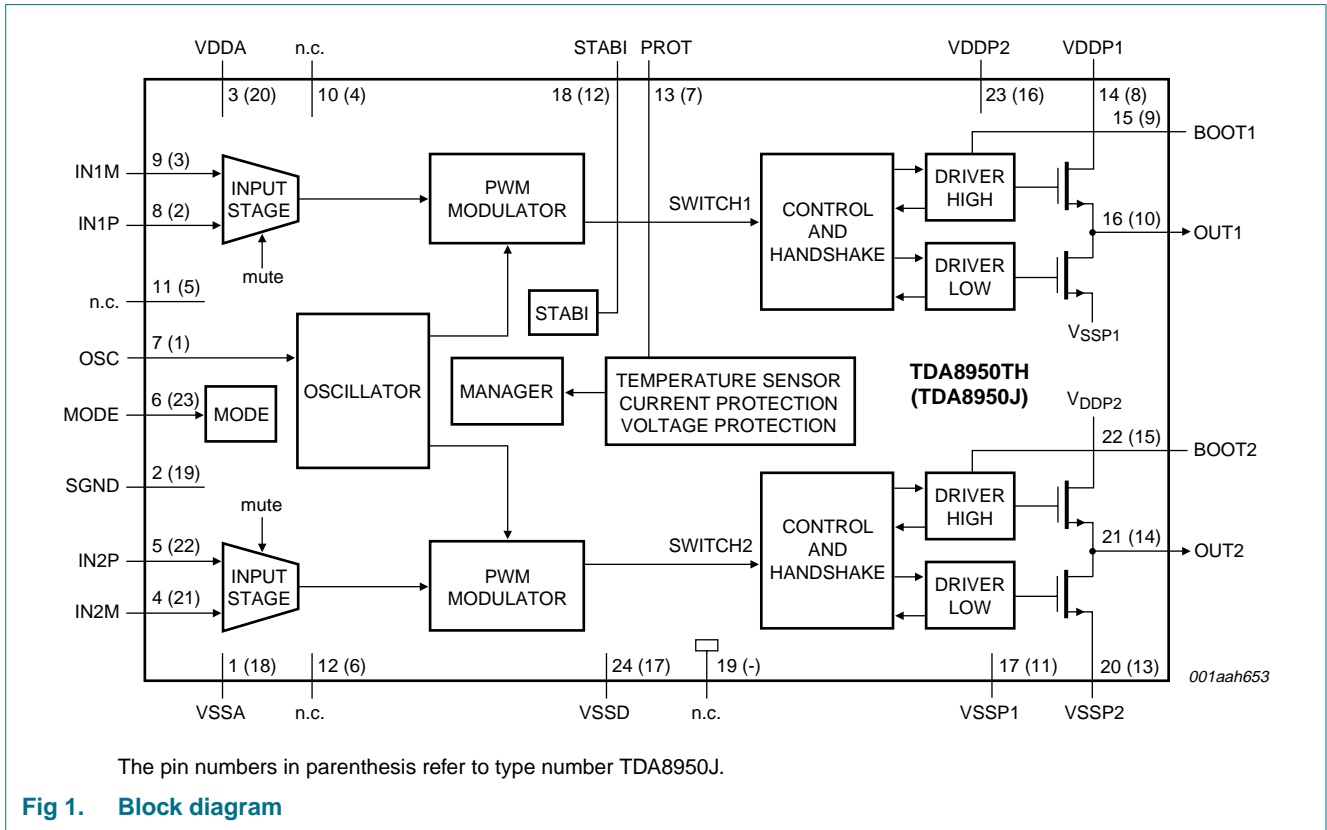 VDDA n.c. STABI PROT VDDP2 VDDP1
3 (20) 10 (4) 18 (12) 13 (7) 23 (16) 14 (8)
15 (9) BOOT1
IN1M 9 (3)
INPUT
STAGE
IN1P 8 (2)
mute
PWM
MODULATOR
SWITCH1
CONTROL
AND
HANDSHAKE
DRIVER
HIGH
16 (10) OUT1
DRIVER
LOW
VSSP1
n.c. 11 (5)
STABI
OSC 7 (1)
OSCILLATOR
MANAGER
TEMPERATURE SENSOR
CURRENT PROTECTION
VOLTAGE PROTECTION
TDA8950TH
(TDA8950J)
MODE 6 (23) MODE
VDDP2
22 (15) BOOT2
SGND 2 (19)
mute
IN2P 5 (22)
INPUT
STAGE
IN2M 4 (21)
PWM
MODULATOR
SWITCH2
CONTROL
AND
HANDSHAKE
DRIVER
HIGH
21 (14) OUT2
DRIVER
LOW
1 (18) 12 (6) 24 (17) 19 (-) 17 (11) 20 (13)
001aah653
VSSA n.c. VSSD n.c. VSSP1 VSSP2
The pin numbers in parenthesis refer to type number TDA8950J.
Fig 1. Block diagram